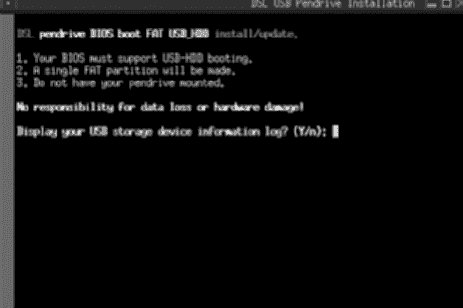 DSL USB Pendrive Installation
DSL pendrive BIOS boot FAT USB_HDD install/update.
1. Your BIOS must support USB-HDD booting.
2. A single FAT partition will be made.
3. Do not have your pendrive mounted.
No responsibility for data loss or hardware damage!
Display your USB storage device information log? (Y/n):